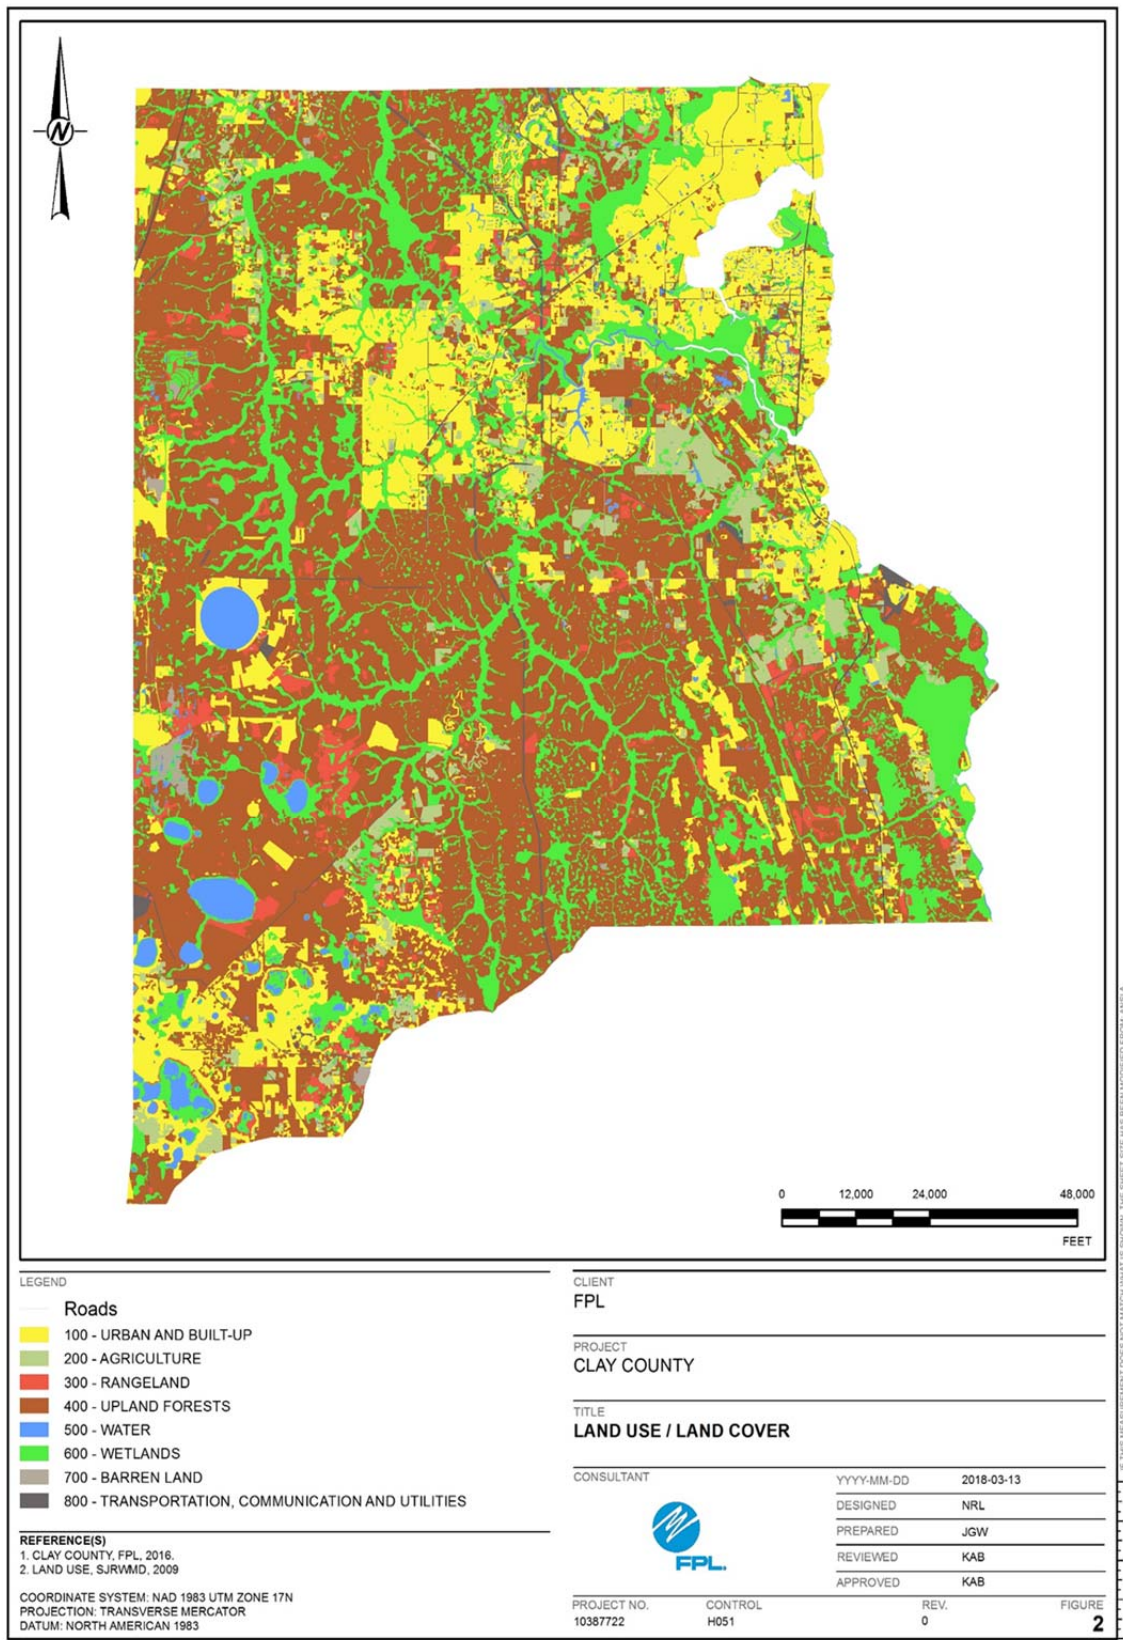 N
0 12,000 24,000 48,000
FEET
LEGEND
Roads
100 - URBAN AND BUILT-UP
200 - AGRICULTURE
300 - RANGELAND
400 - UPLAND FORESTS
500 - WATER
600 - WETLANDS
700 - BARREN LAND
800 - TRANSPORTATION, COMMUNICATION AND UTILITIES
REFERENCE(S)
1. CLAY COUNTY, FPL, 2016.
2. LAND USE, SJRWMD, 2009
COORDINATE SYSTEM: NAD 1983 UTM ZONE 17N
PROJECTION: TRANSVERSE MERCATOR
DATUM: NORTH AMERICAN 1983
CLIENT
FPL
PROJECT
CLAY COUNTY
TITLE
LAND USE / LAND COVER
CONSULTANT
FPL.
YYYY-MM-DD 2018-03-13
DESIGNED NRL
PREPARED JGW
REVIEWED KAB
APPROVED KAB
PROJECT NO. CONTROL REV. FIGURE
10387722 H051 0 2